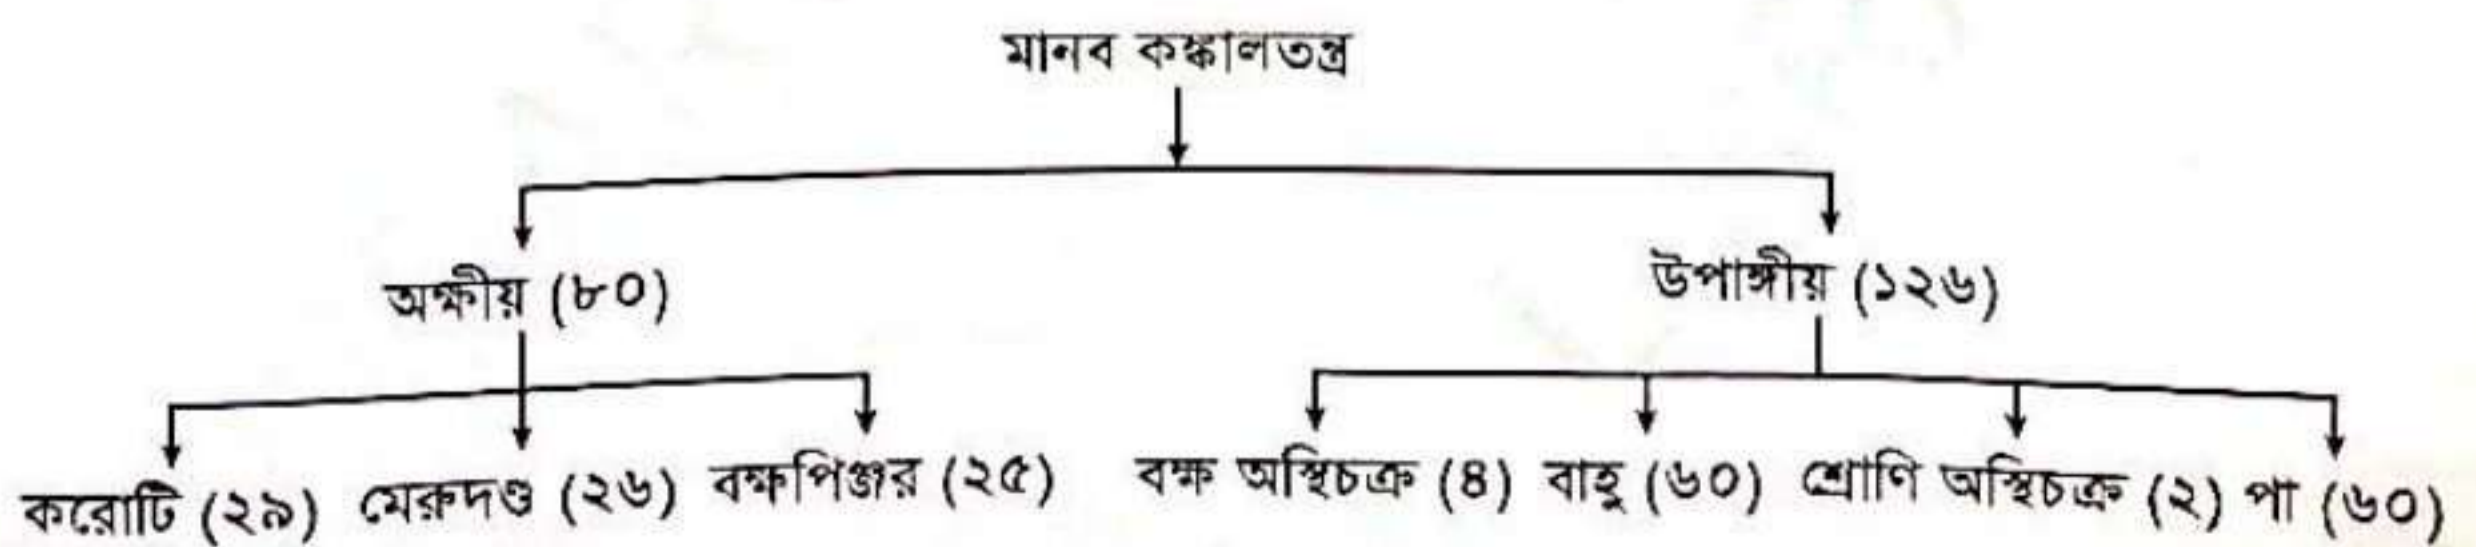 মানব কঙ্কালতন্ত্র
অক্ষীয় (৮০) উপাঙ্গীয় (১২৬)
করোটি (২৯) মেরুদণ্ড (২৬) বক্ষপিঞ্জর (২৫) বক্ষ অস্থিচক্র (৪) বাহু (৬০) শ্রোণি অস্থিচক্র (২) পা (৬০)